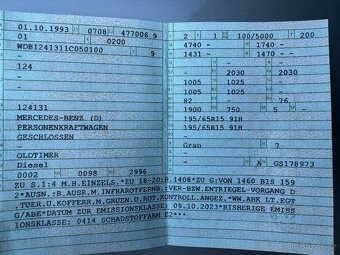 01.10.1993 0708 477006 9
01 0200
WDB1241311C050100 9
-
124
-
-
124131
MERCEDES-BENZ (D)
PERSONENKRAFTWAGEN
GESCHLOSSEN
-
OLDTIMER
Diesel
0002 0098 2996
2 1 100/5000 200
4740 - 1740 -
1431 - 1470 -
- 2030 2030
1005 1025 -
1005 1025 -
82 76
1900 750 5 -
195/65R15 91H
195/65R15 91H
-
Grau 7
-
- A GS178973
ZU S.1:4 M.H.EINZELS.*ZU 18-20:B.1408*ZU G:VON 1460 BIS 159
2*AUSN.:B.AUSR.M.INFRAROTFERNB.VER-BZW.ENTRIEGEL-VORGANG D
TUER,U.KOFFERR.M.GRUEN,U.ROT.KONTROLL.ANGEZ.*WW.AHK LT.EGT
G/ABE*DATUM ZUR EMISSIONSKLASSE: 09.10.2023*BISHERIGE EMISS
IONSKLASSE: 0414 SCHADSTOFFARM E2***